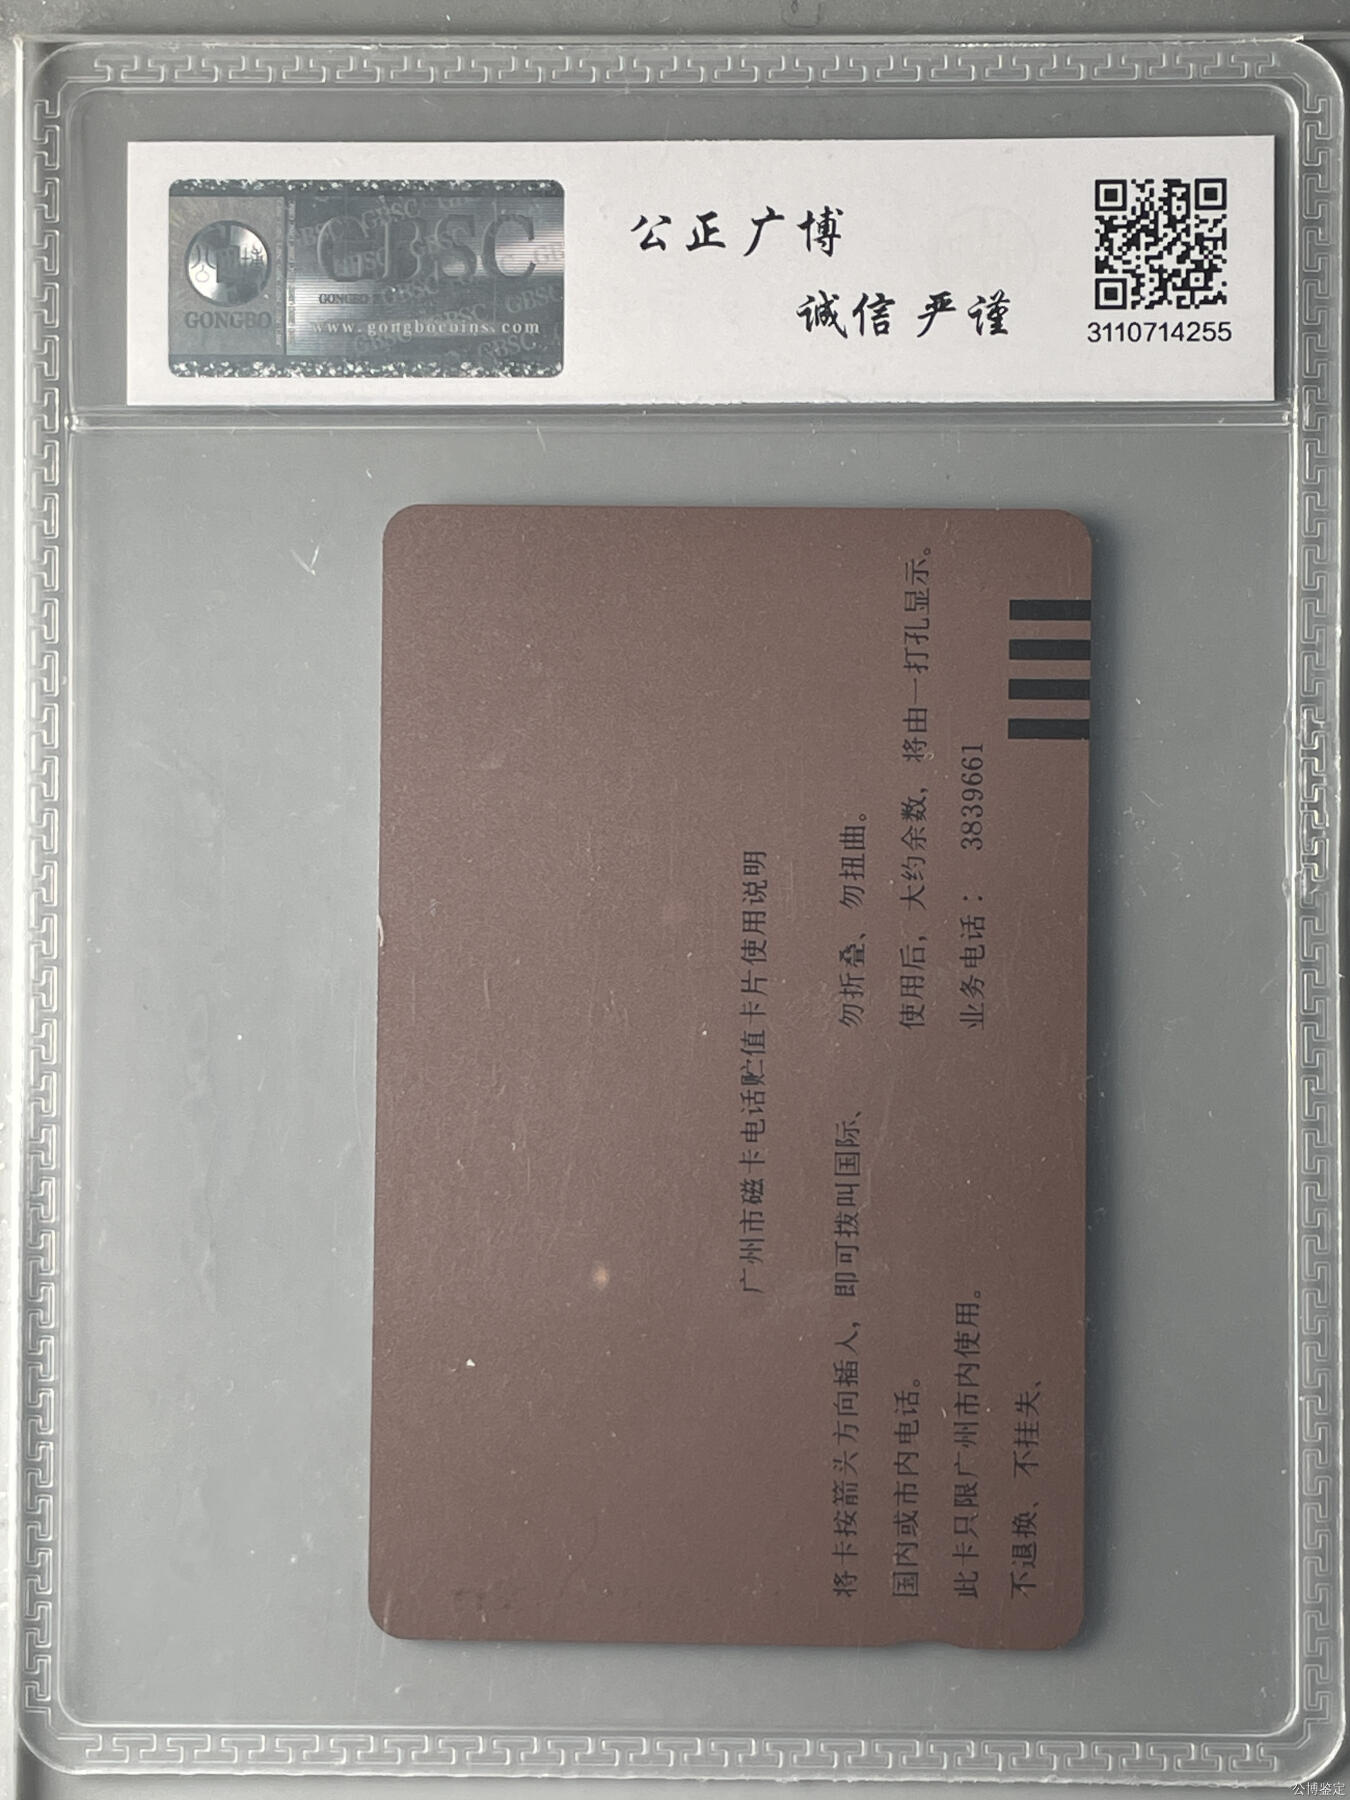 GBSC
GONGBO
www.gongbocoins.com
公正广博
诚信严谨
3110714255
广州市磁卡电话贮值卡片使用说明
将卡按箭头方向插入，即可拨叫国际、
国内或市内电话。
此卡只限广州市内使用。
不退换、不挂失、
勿折叠、勿扭曲。
使用后，大约余数，将由一打孔显示。
业务电话：3839661
公博鉴定